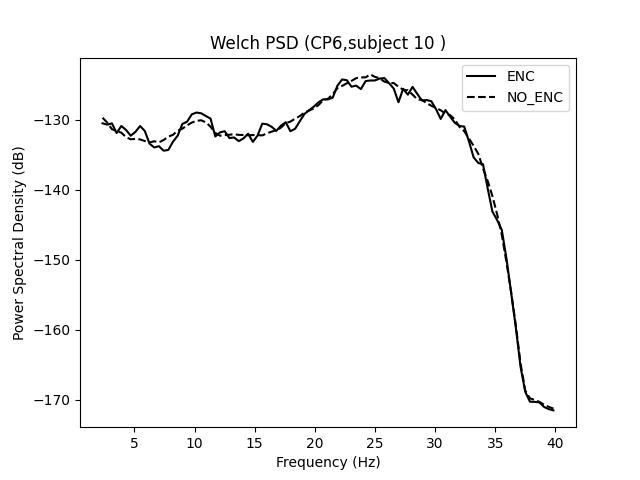 Welch PSD (CP6,subject 10 )
ENC
NO_ENC
Power Spectral Density (dB)
−130
−140
−150
−160
−170
5 10 15 20 25 30 35 40
Frequency (Hz)